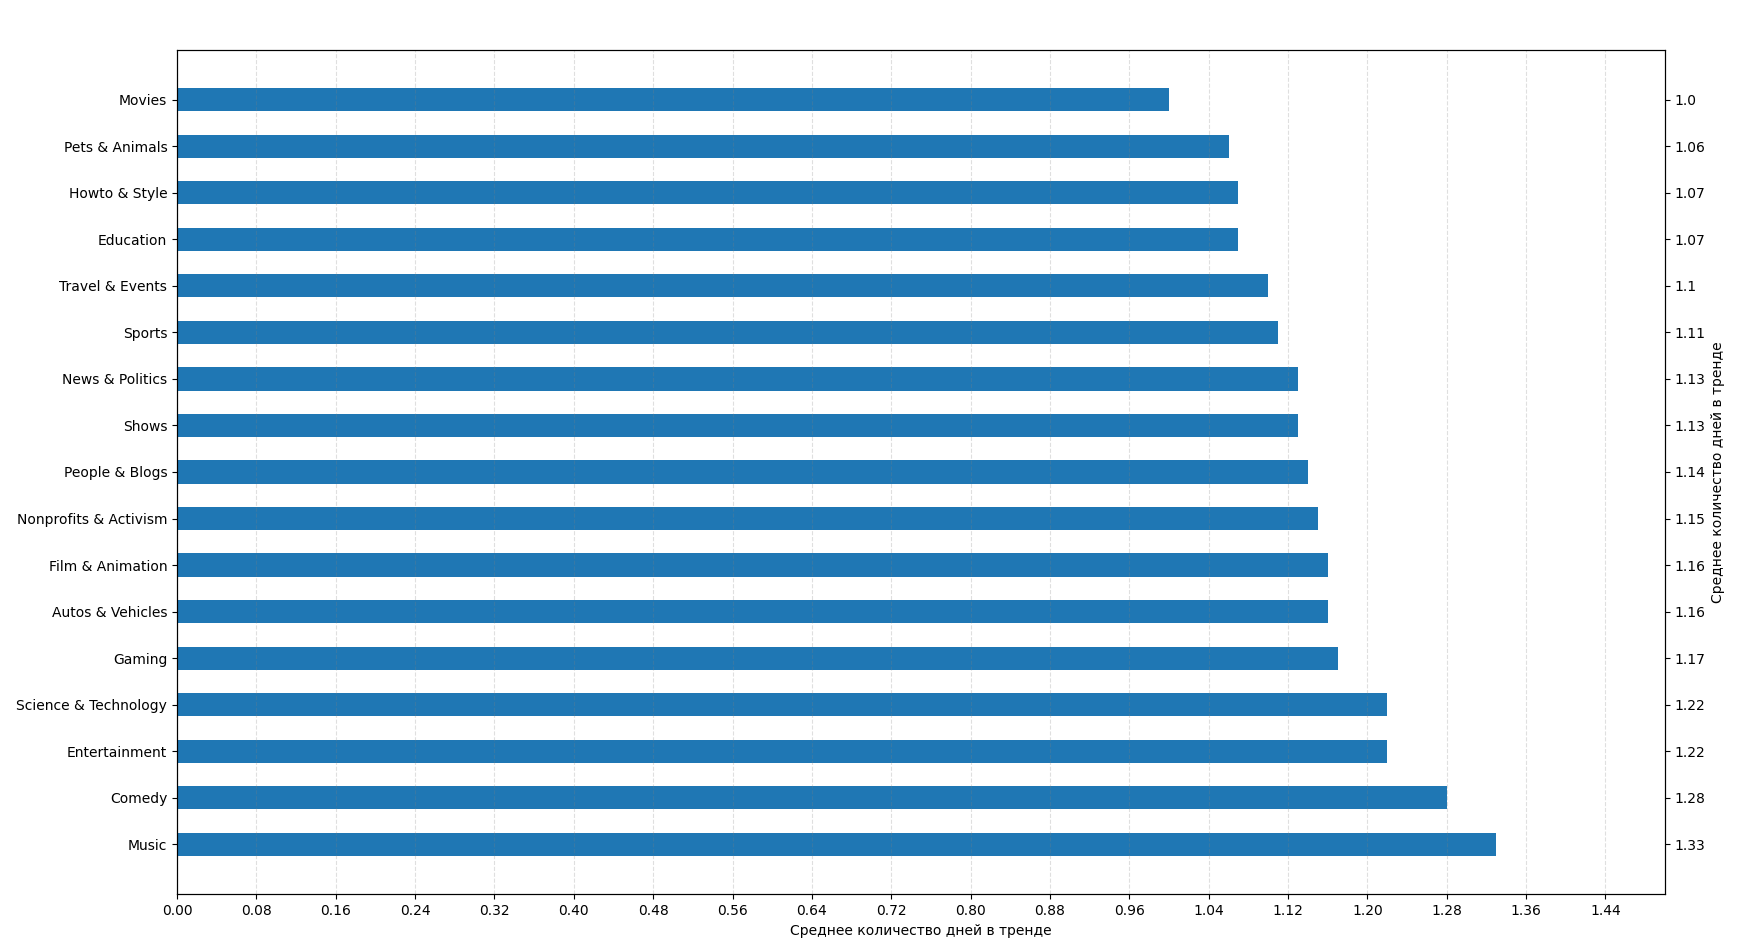 Movies 1.0
Pets & Animals 1.06
Howto & Style 1.07
Education 1.07
Travel & Events 1.1
Sports 1.11
News & Politics 1.13
Shows 1.13
People & Blogs 1.14
Nonprofits & Activism 1.15
Film & Animation 1.16
Autos & Vehicles 1.16
Gaming 1.17
Science & Technology 1.22
Entertainment 1.22
Comedy 1.28
Music 1.33
Среднее количество дней в тренде
0.00 0.08 0.16 0.24 0.32 0.40 0.48 0.56 0.64 0.72 0.80 0.88 0.96 1.04 1.12 1.20 1.28 1.36 1.44
Среднее количество дней в тренде